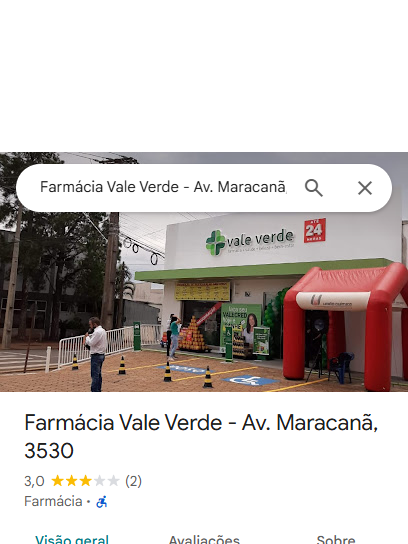 Farmácia Vale Verde - Av. Maracanã,
vale verde
ATÉ
24
HORAS
Farmácia Vale Verde - Av. Maracanã,
3530
3,0 (2)
Farmácia ·
Visão geral Avaliações Sobre